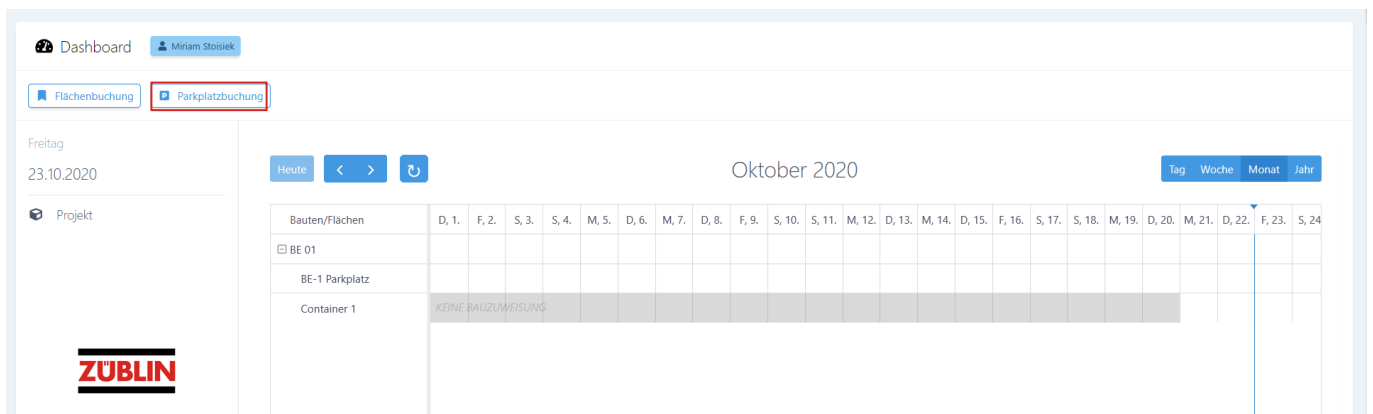 Dashboard Miriam Stoisiek
Flächenbuchung Parkplatzbuchung
Freitag
23.10.2020
Projekt
ZÜBLIN
Heute Oktober 2020 Tag Woche Monat Jahr
Bauten/Flächen D, 1. F, 2. S, 3. S, 4. M, 5. D, 6. M, 7. D, 8. F, 9. S, 10. S, 11. M, 12. D, 13. M, 14. D, 15. F, 16. S, 17. S, 18. M, 19. D, 20. M, 21. D, 22. F, 23. S, 24
BE 01
BE-1 Parkplatz
Container 1 KEINE BAUZUWEISUNG